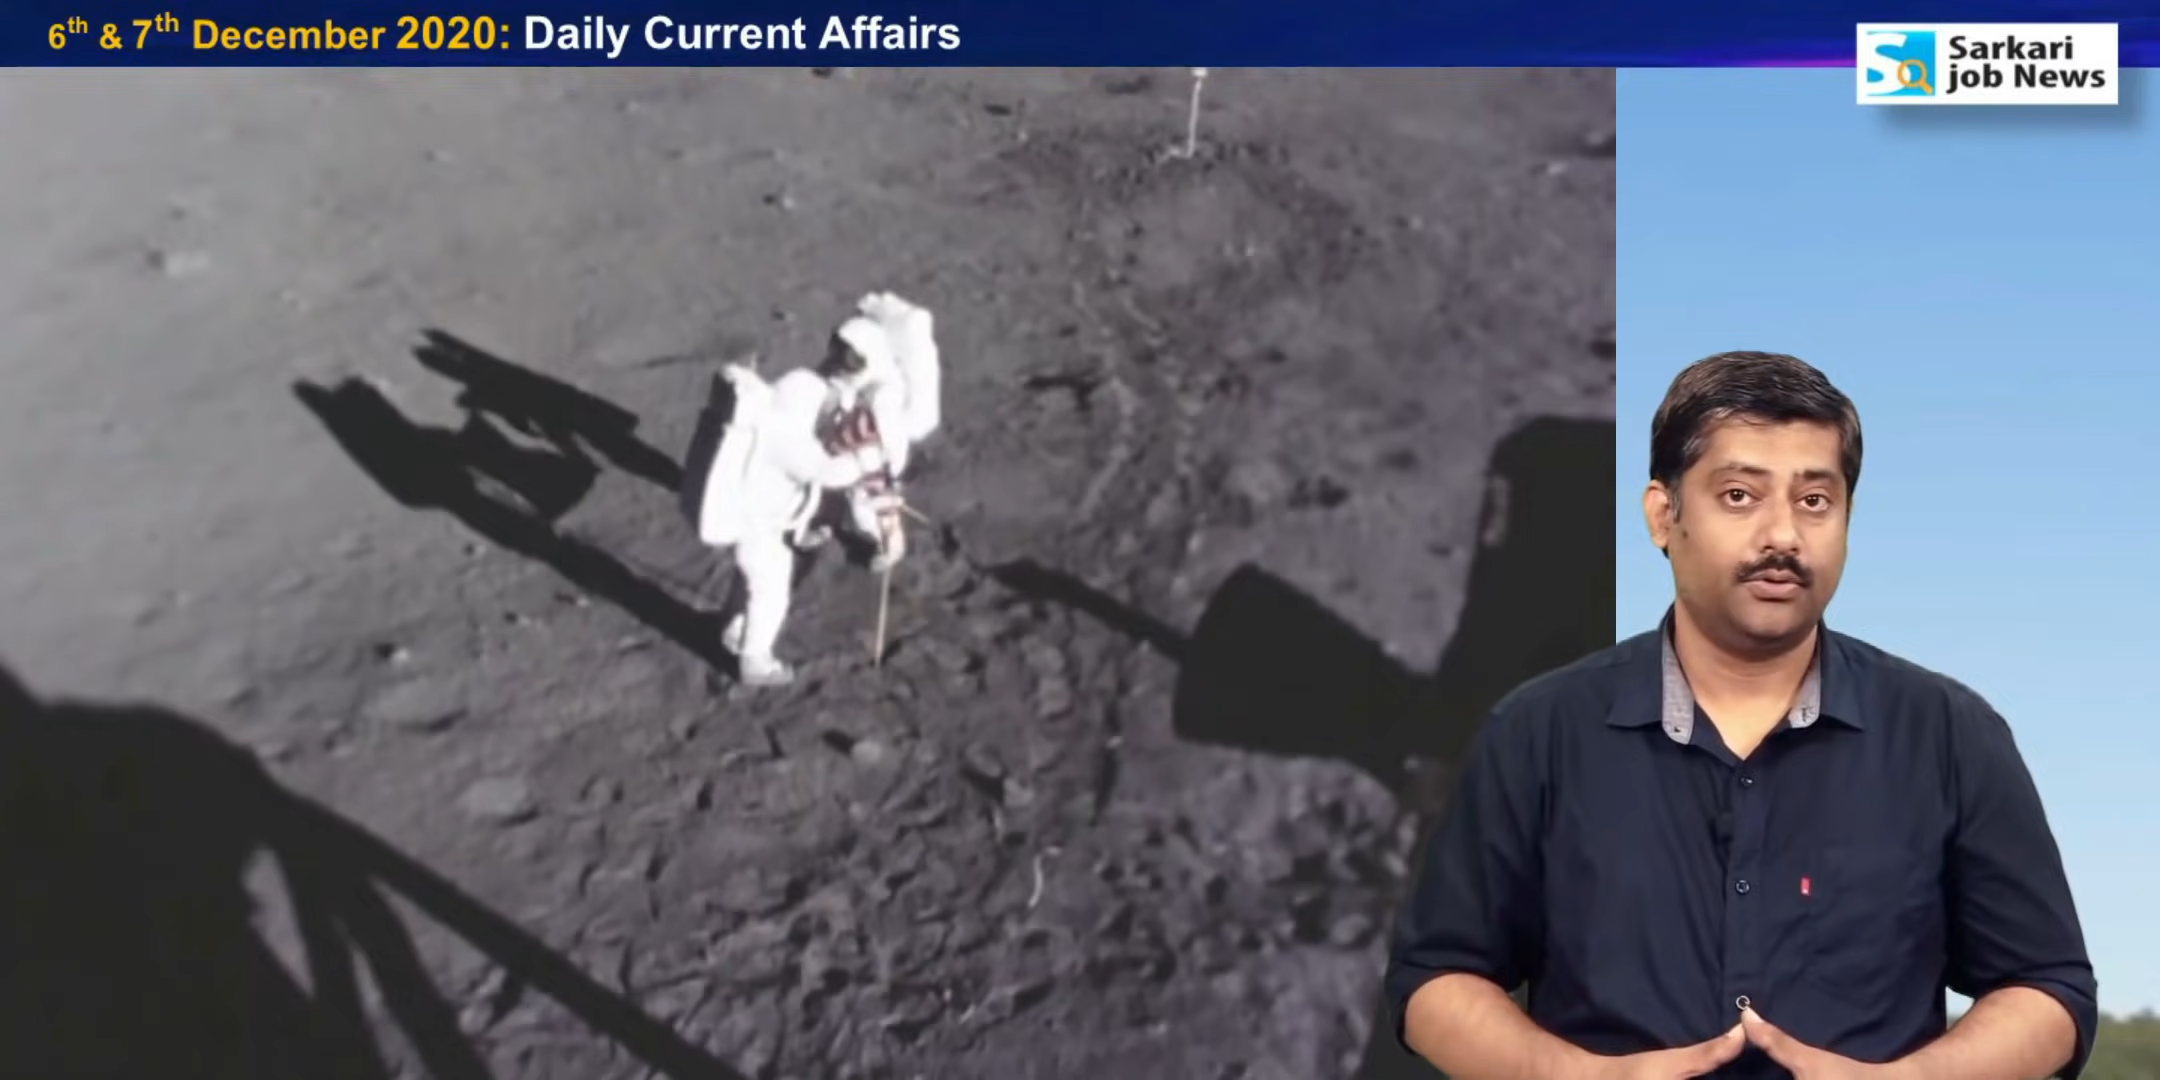 6th & 7th December 2020: Daily Current Affairs
Sarkari
job News